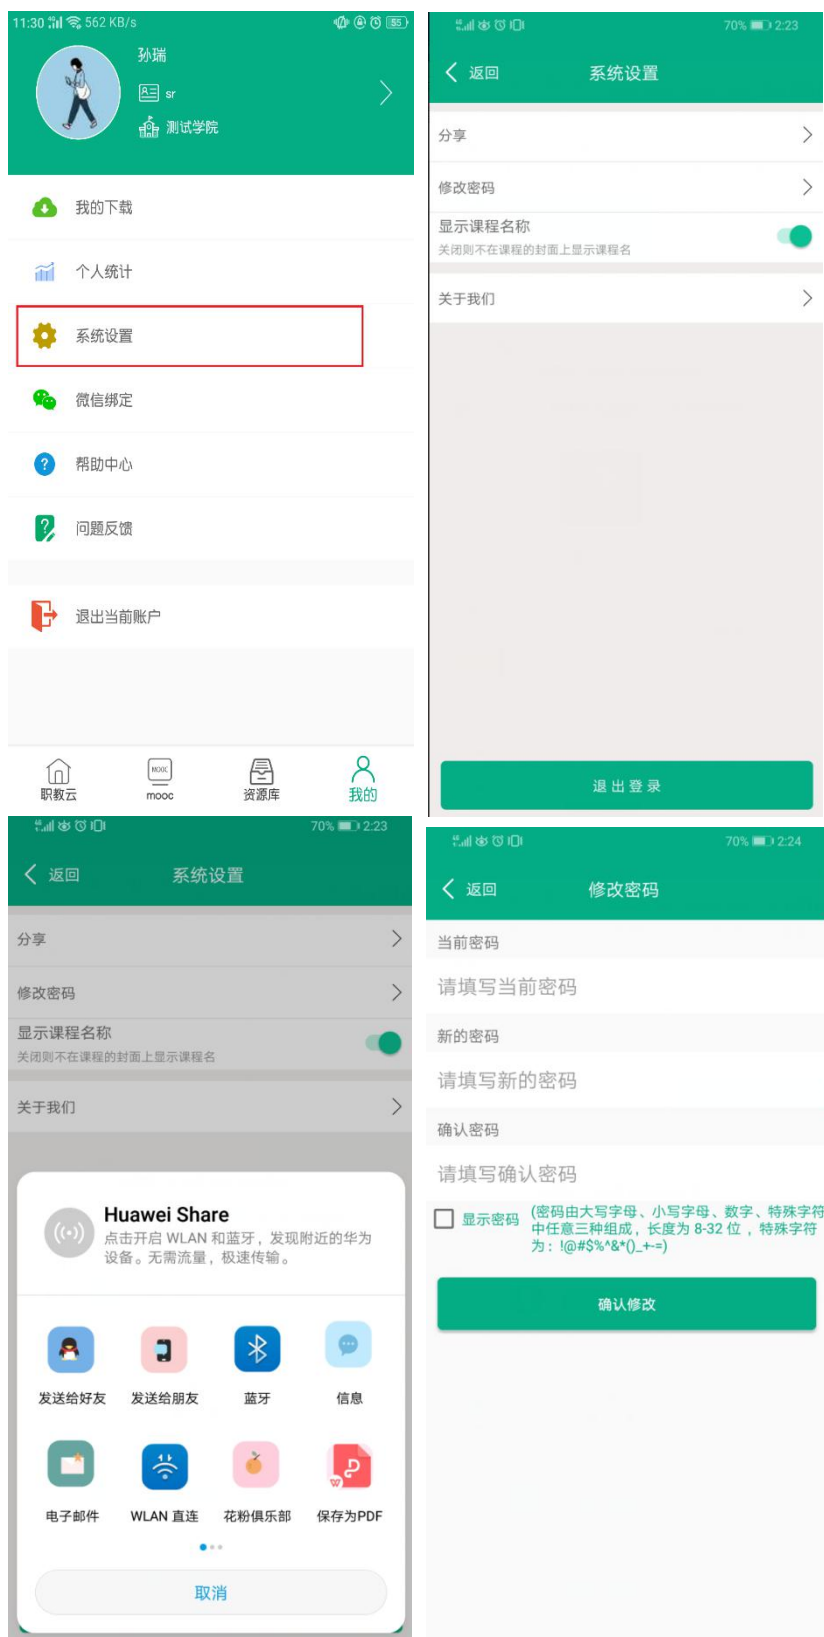 11:30 562 KB/s 55
孙瑞
sr
测试学院
我的下载
个人统计
系统设置
微信绑定
帮助中心
问题反馈
退出当前账户
职教云
MOOC
mooc
资源库
我的
70% 2:23
返回 系统设置
分享
修改密码
显示课程名称
关闭则不在课程的封面上显示课程名
关于我们
退出登录
70% 2:23
返回 系统设置
分享
修改密码
显示课程名称
关闭则不在课程的封面上显示课程名
关于我们
Huawei Share
点击开启 WLAN 和蓝牙，发现附近的华为
设备。无需流量，极速传输。
发送给好友 发送给朋友 蓝牙 信息
电子邮件 WLAN 直连 花粉俱乐部 保存为PDF
取消
70% 2:24
返回 修改密码
当前密码
请填写当前密码
新的密码
请填写新的密码
确认密码
请填写确认密码
显示密码 (密码由大写字母、小写字母、数字、特殊字符
中任意三种组成，长度为 8-32 位，特殊字符
为：!@#$%^&*()_+-=)
确认修改